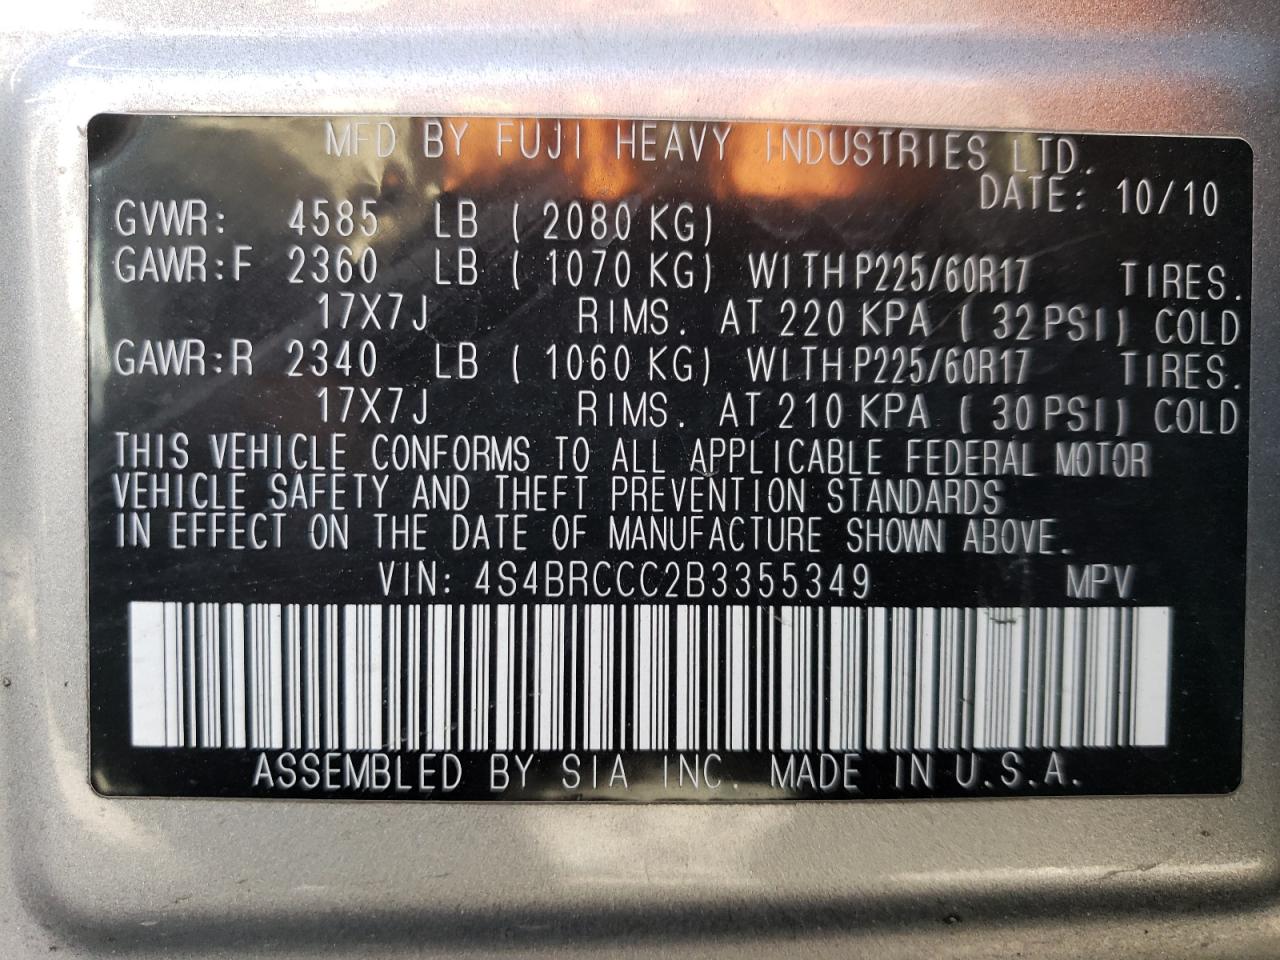 MFD BY FUJI HEAVY INDUSTRIES LTD.
DATE: 10/10
GVWR: 4585 LB ( 2080 KG)
GAWR:F 2360 LB ( 1070 KG) WITH P225/60R17 TIRES.
17X7J RIMS. AT 220 KPA ( 32 PSI) COLD
GAWR:R 2340 LB ( 1060 KG) WITH P225/60R17 TIRES.
17X7J RIMS. AT 210 KPA ( 30 PSI) COLD
THIS VEHICLE CONFORMS TO ALL APPLICABLE FEDERAL MOTOR
VEHICLE SAFETY AND THEFT PREVENTION STANDARDS
IN EFFECT ON THE DATE OF MANUFACTURE SHOWN ABOVE.
VIN: 4S4BRCCC2B3355349 MPV
ASSEMBLED BY SIA INC. MADE IN U.S.A.